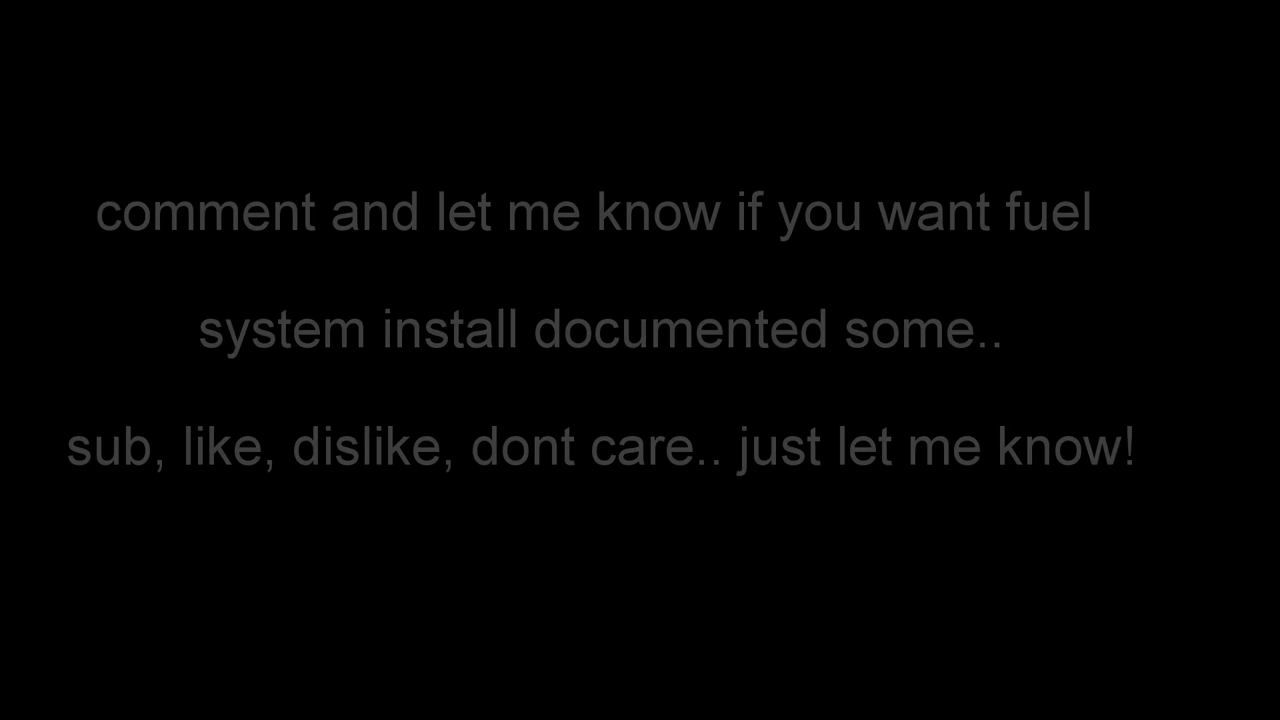 comment and let me know if you want fuel
system install documented some..
sub, like, dislike, dont care.. just let me know!